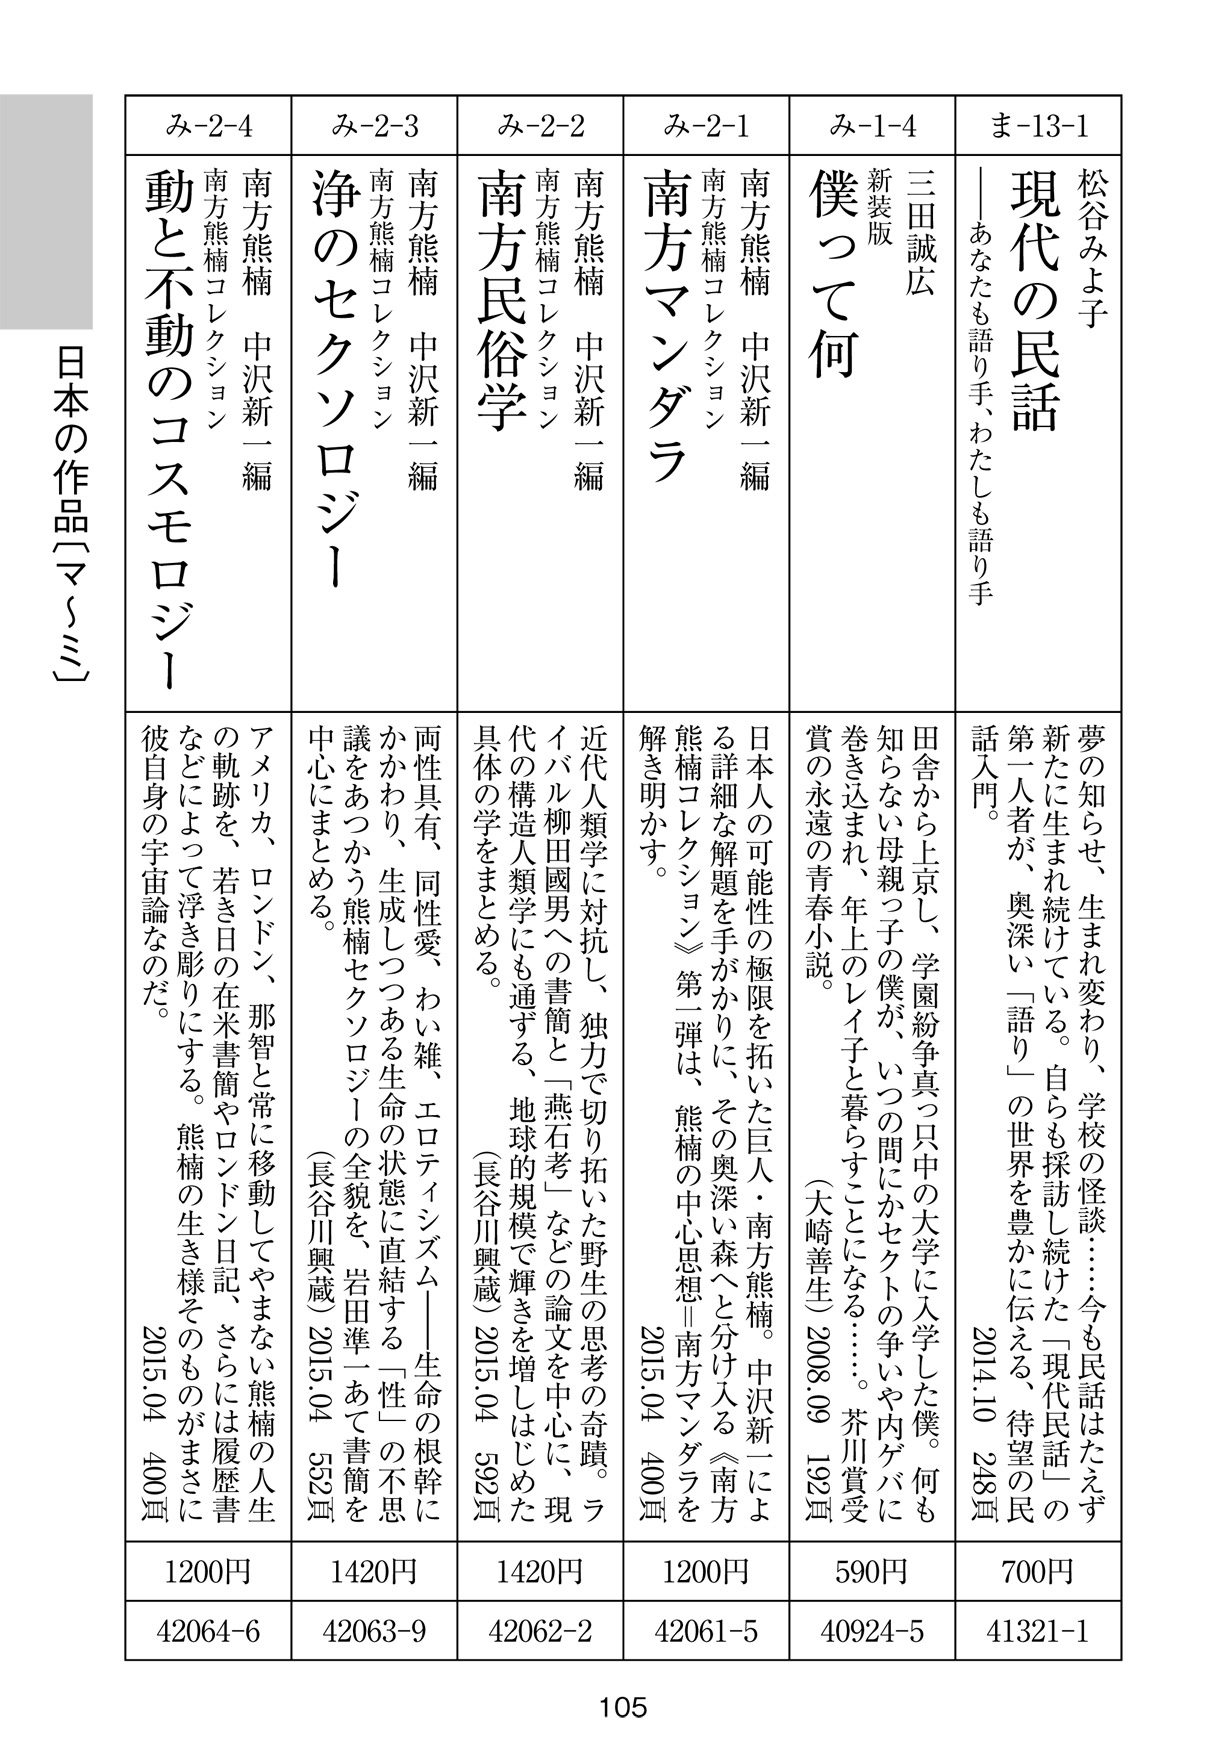 ま-13-1
松谷みよ子
現代の民話
――あなたも語り手、わたしも語り手
夢の知らせ、生まれ変わり、学校の怪談……今も民話はたえず
新たに生まれ続けている。自らも採訪し続けた「現代民話」の
第一人者が、奥深い「語り」の世界を豊かに伝える、待望の民
話入門。
2014.10 248頁
700円
41321-1
み-1-4
三田誠広
新装版
僕って何
田舎から上京し、学園紛争真っ只中の大学に入学した僕。何も
知らない母親っ子の僕が、いつの間にかセクトの争いや内ゲバに
巻き込まれ、年上のレイ子と暮らすことになる……。芥川賞受
賞の永遠の青春小説。
（大崎善生）2008.09 192頁
590円
40924-5
み-2-1
南方熊楠 中沢新一編
南方熊楠コレクション
南方マンダラ
日本人の可能性の極限を拓いた巨人・南方熊楠。中沢新一によ
る詳細な解題を手がかりに、その奥深い森へと分け入る《南方
熊楠コレクション》第一弾は、熊楠の中心思想＝南方マンダラを
解き明かす。
2015.04 400頁
1200円
42061-5
み-2-2
南方熊楠 中沢新一編
南方熊楠コレクション
南方民俗学
近代人類学に対抗し、独力で切り拓いた野生の思考の奇蹟。ラ
イバル柳田國男への書簡と「燕石考」などの論文を中心に、現
代の構造人類学にも通ずる、地球的規模で輝きを増しはじめた
具体の学をまとめる。
（長谷川興蔵）2015.04 592頁
1420円
42062-2
み-2-3
南方熊楠 中沢新一編
南方熊楠コレクション
浄のセクソロジー
両性具有、同性愛、わい雑、エロティシズム――生命の根幹に
かかわり、生成しつつある生命の状態に直結する「性」の不思
議をあつかう熊楠セクソロジーの全貌を、岩田準一あて書簡を
中心にまとめる。
（長谷川興蔵）2015.04 552頁
1420円
42063-9
み-2-4
南方熊楠 中沢新一編
南方熊楠コレクション
動と不動のコスモロジー
アメリカ、ロンドン、那智と常に移動してやまない熊楠の人生
の軌跡を、若き日の在米書簡やロンドン日記、さらには履歴書
などによって浮き彫りにする。熊楠の生き様そのものがまさに
彼自身の宇宙論なのだ。
2015.04 400頁
1200円
42064-6
日本の作品〔マ～ミ〕
105